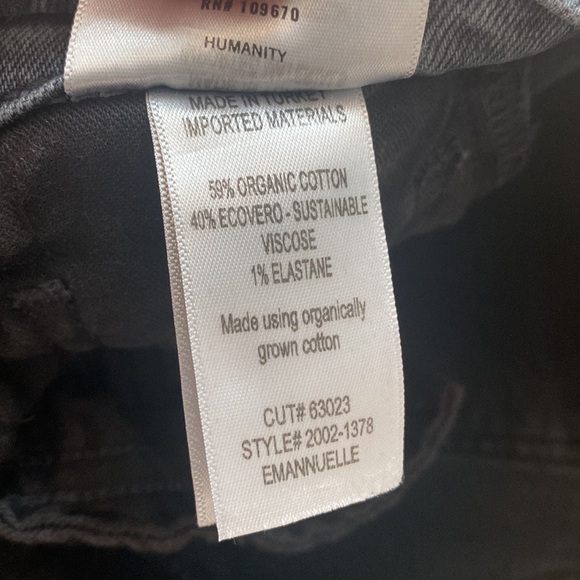 RN# 109670
HUMANITY
MADE IN TURKEY
IMPORTED MATERIALS
59% ORGANIC COTTON
40% ECOVERO - SUSTAINABLE
VISCOSE
1% ELASTANE
Made using organically
grown cotton
CUT# 63023
STYLE# 2002-1378
EMANNUELLE